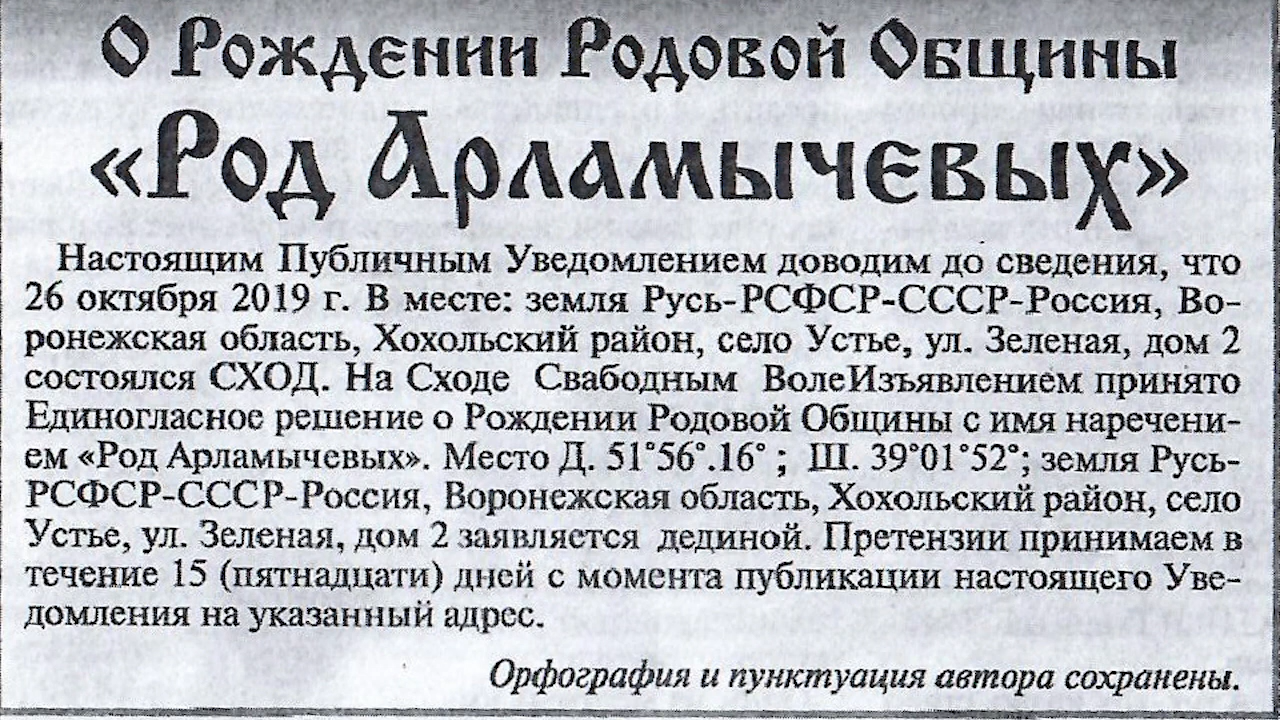 О Рождении Родовой Общины
«Род Арламычевых»
Настоящим Публичным Уведомлением доводим до сведения, что
26 октября 2019 г. В месте: земля Русь-РСФСР-СССР-Россия, Во-
ронежская область, Хохольский район, село Устье, ул. Зеленая, дом 2
состоялся СХОД. На Сходе Свабодным ВолеИзъявлением принято
Единогласное решение о Рождении Родовой Общины с имя наречени-
ем «Род Арламычевых». Место Д. 51°56°.16° ; Ш. 39°01°52°; земля Русь-
РСФСР-СССР-Россия, Воронежская область, Хохольский район, село
Устье, ул. Зеленая, дом 2 заявляется дединой. Претензии принимаем в
течение 15 (пятнадцати) дней с момента публикации настоящего Уве-
домления на указанный адрес.
Орфография и пунктуация автора сохранены.